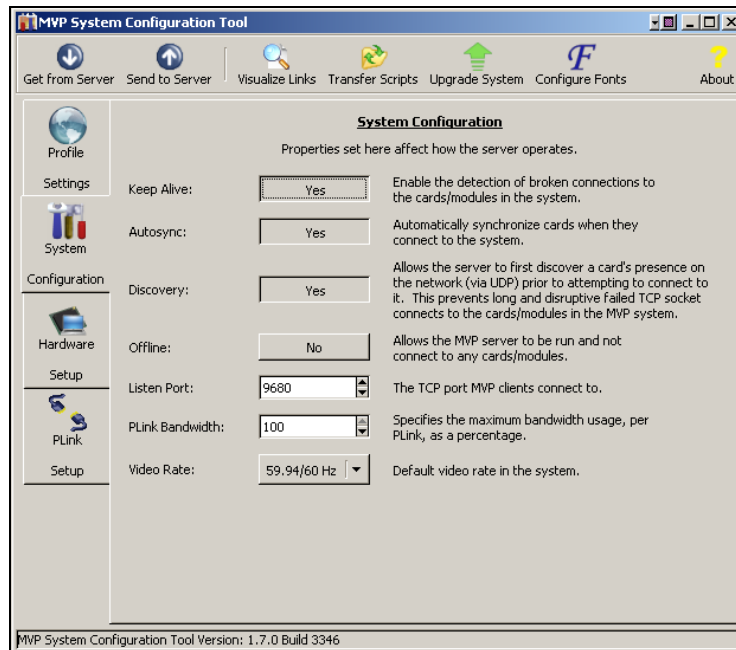 MVP System Configuration Tool
Get from Server
Send to Server
Visualize Links
Transfer Scripts
Upgrade System
Configure Fonts
About
Profile
Settings
System
Configuration
Hardware
Setup
PLink
Setup
System Configuration
Properties set here affect how the server operates.
Keep Alive:
Yes
Enable the detection of broken connections to
the cards/modules in the system.
Autosync:
Yes
Automatically synchronize cards when they
connect to the system.
Discovery:
Yes
Allows the server to first discover a card's presence on
the network (via UDP) prior to attempting to connect to
it. This prevents long and disruptive failed TCP socket
connects to the cards/modules in the MVP system.
Offline:
No
Allows the MVP server to be run and not
connect to any cards/modules.
Listen Port:
9680
The TCP port MVP clients connect to.
PLink Bandwidth:
100
Specifies the maximum bandwidth usage, per
PLink, as a percentage.
Video Rate:
59.94/60 Hz
Default video rate in the system.
MVP System Configuration Tool Version: 1.7.0 Build 3346